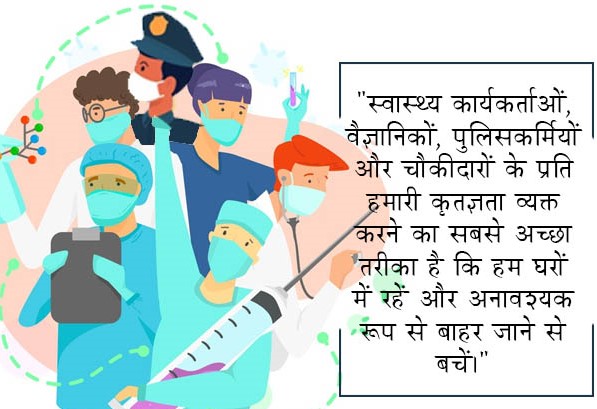 "स्वास्थ्य कार्यकर्ताओं,
वैज्ञानिकों, पुलिसकर्मियों
और चौकीदारों के प्रति
हमारी कृतज्ञता व्यक्त
करने का सबसे अच्छा
तरीका है कि हम घरों
में रहें और अनावश्यक
रूप से बाहर जाने से
बचें।"